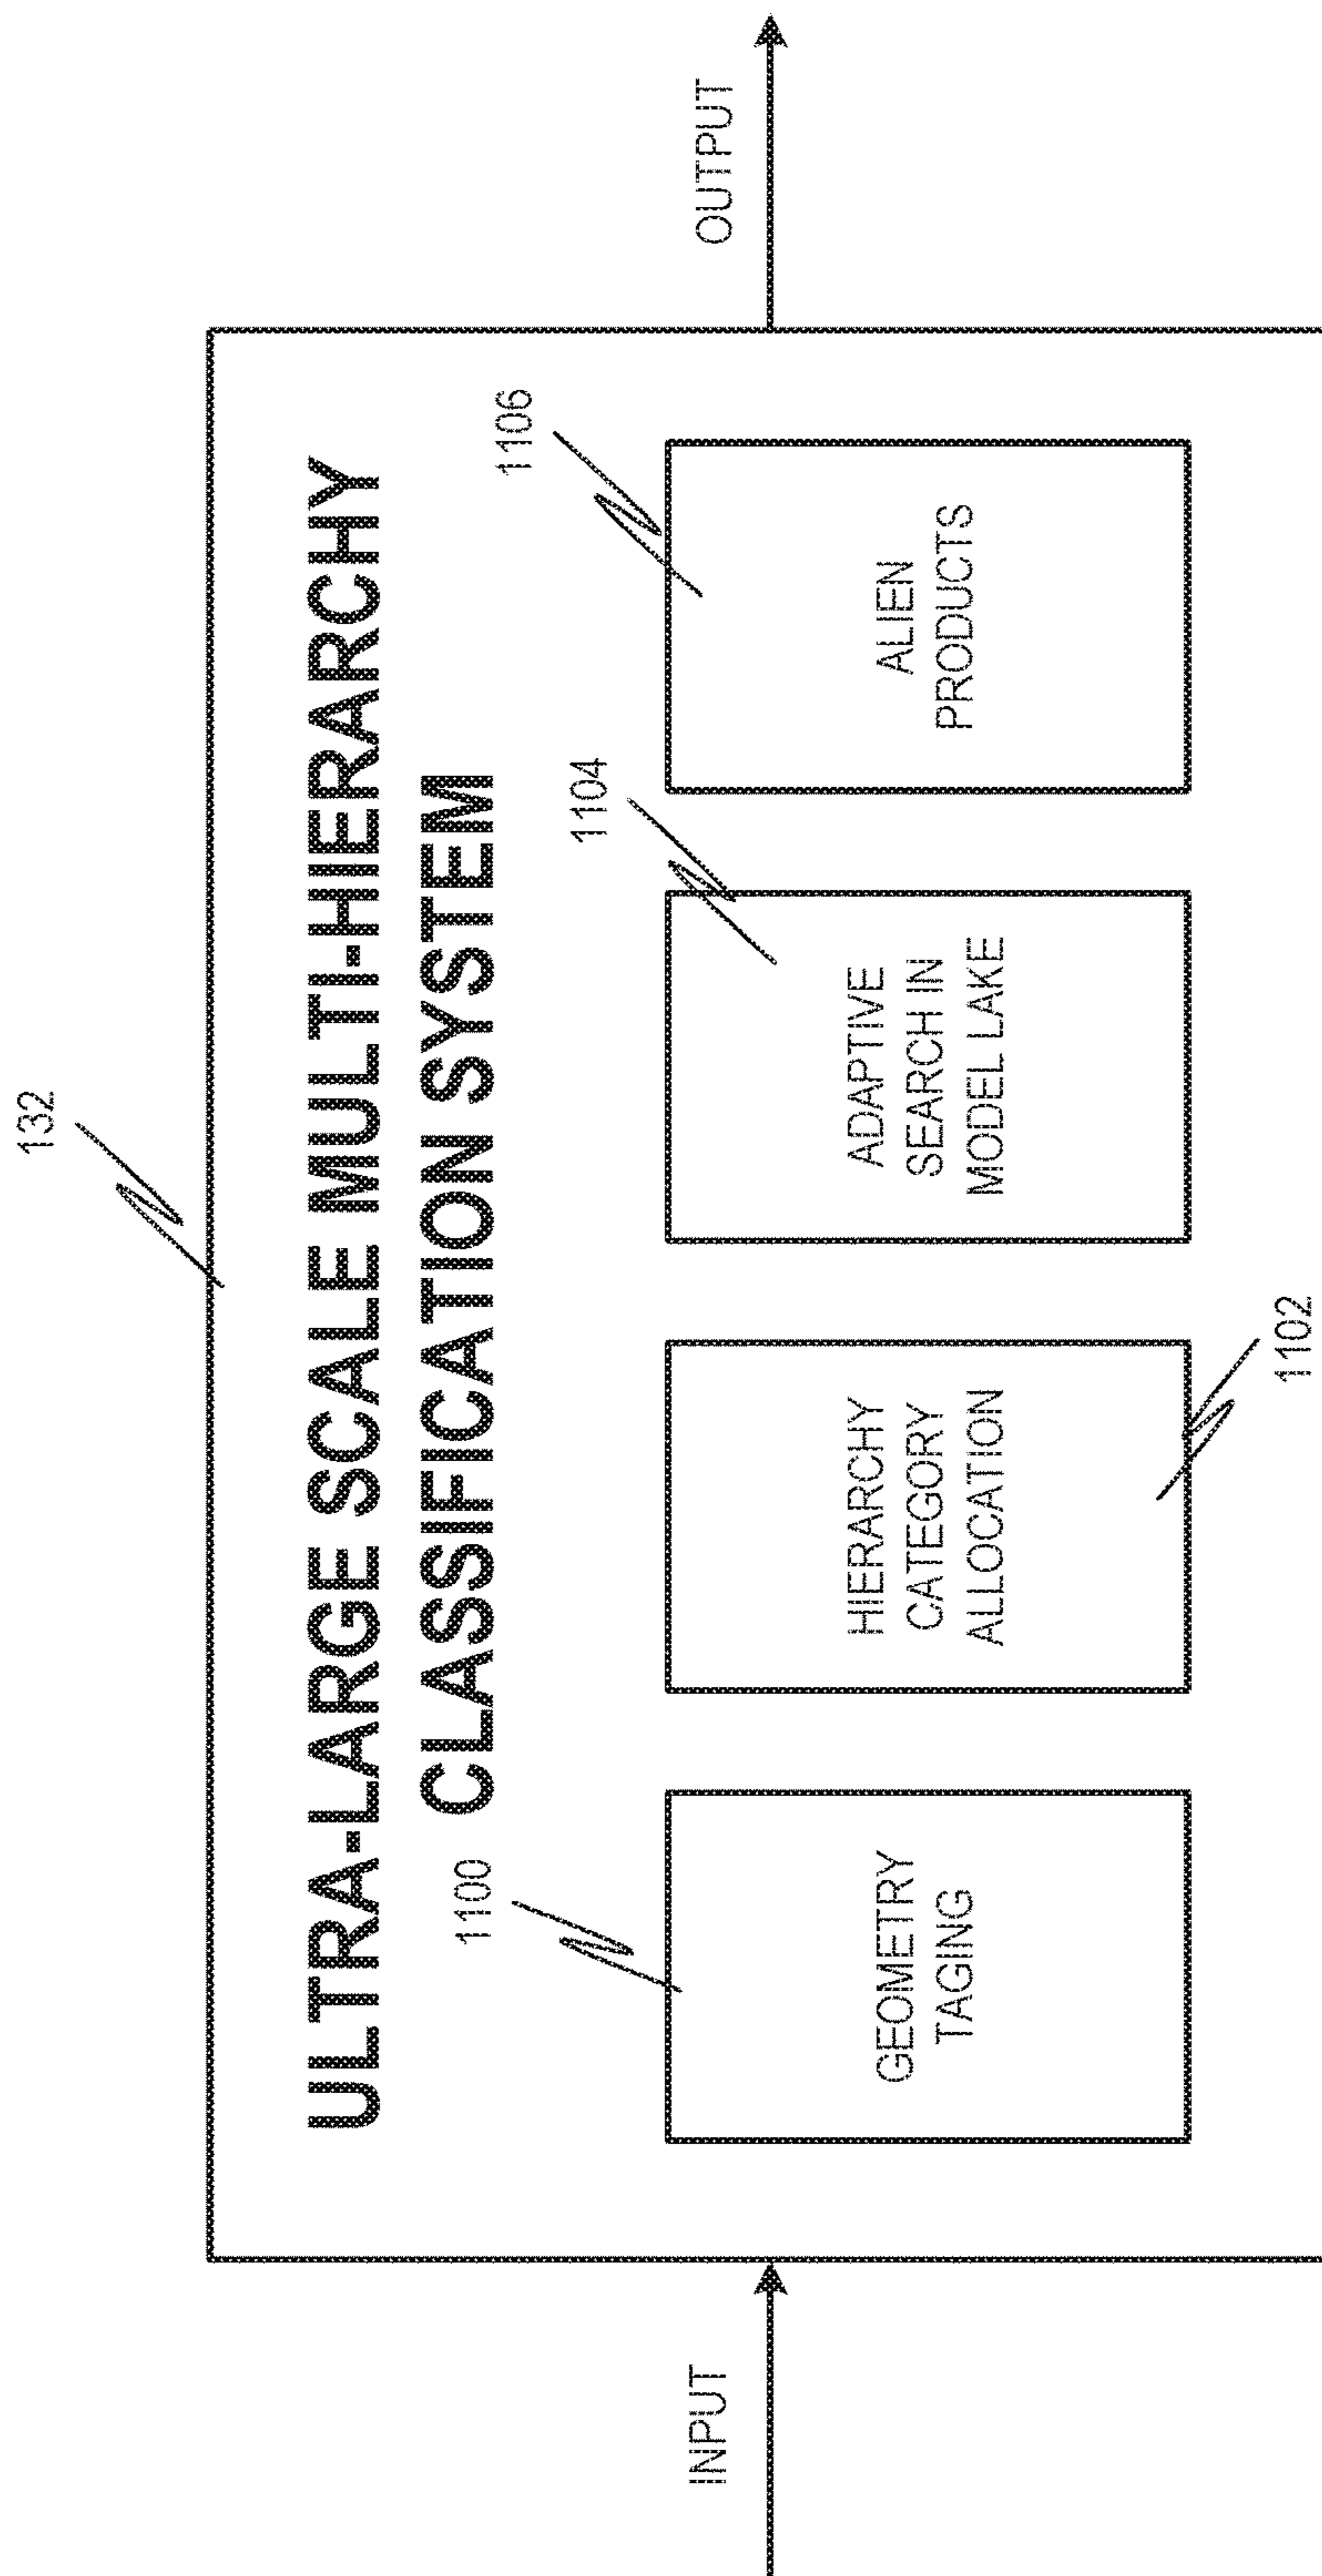 132
ULTRA-LARGE SCALE MULTI-HIERARCHY
CLASSIFICATION SYSTEM
INPUT
OUTPUT
1100
GEOMETRY
TAGING
HIERARCHY
CATEGORY
ALLOCATION
1102
1104
ADAPTIVE
SEARCH IN
MODEL LAKE
1106
ALIEN
PRODUCTS